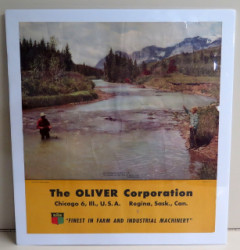 The OLIVER Corporation
Chicago 6, Ill., U.S.A. Regina, Sask., Can.
"FINEST IN FARM AND INDUSTRIAL MACHINERY"